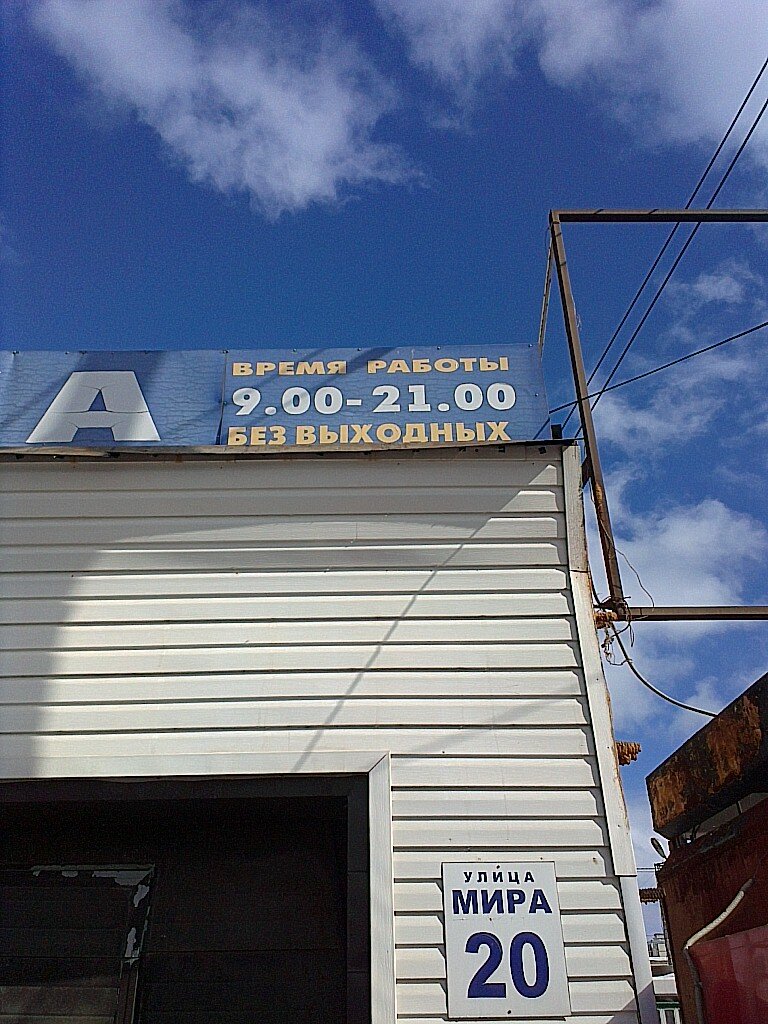 А
ВРЕМЯ РАБОТЫ
9.00-21.00
БЕЗ ВЫХОДНЫХ
УЛИЦА
МИРА
20